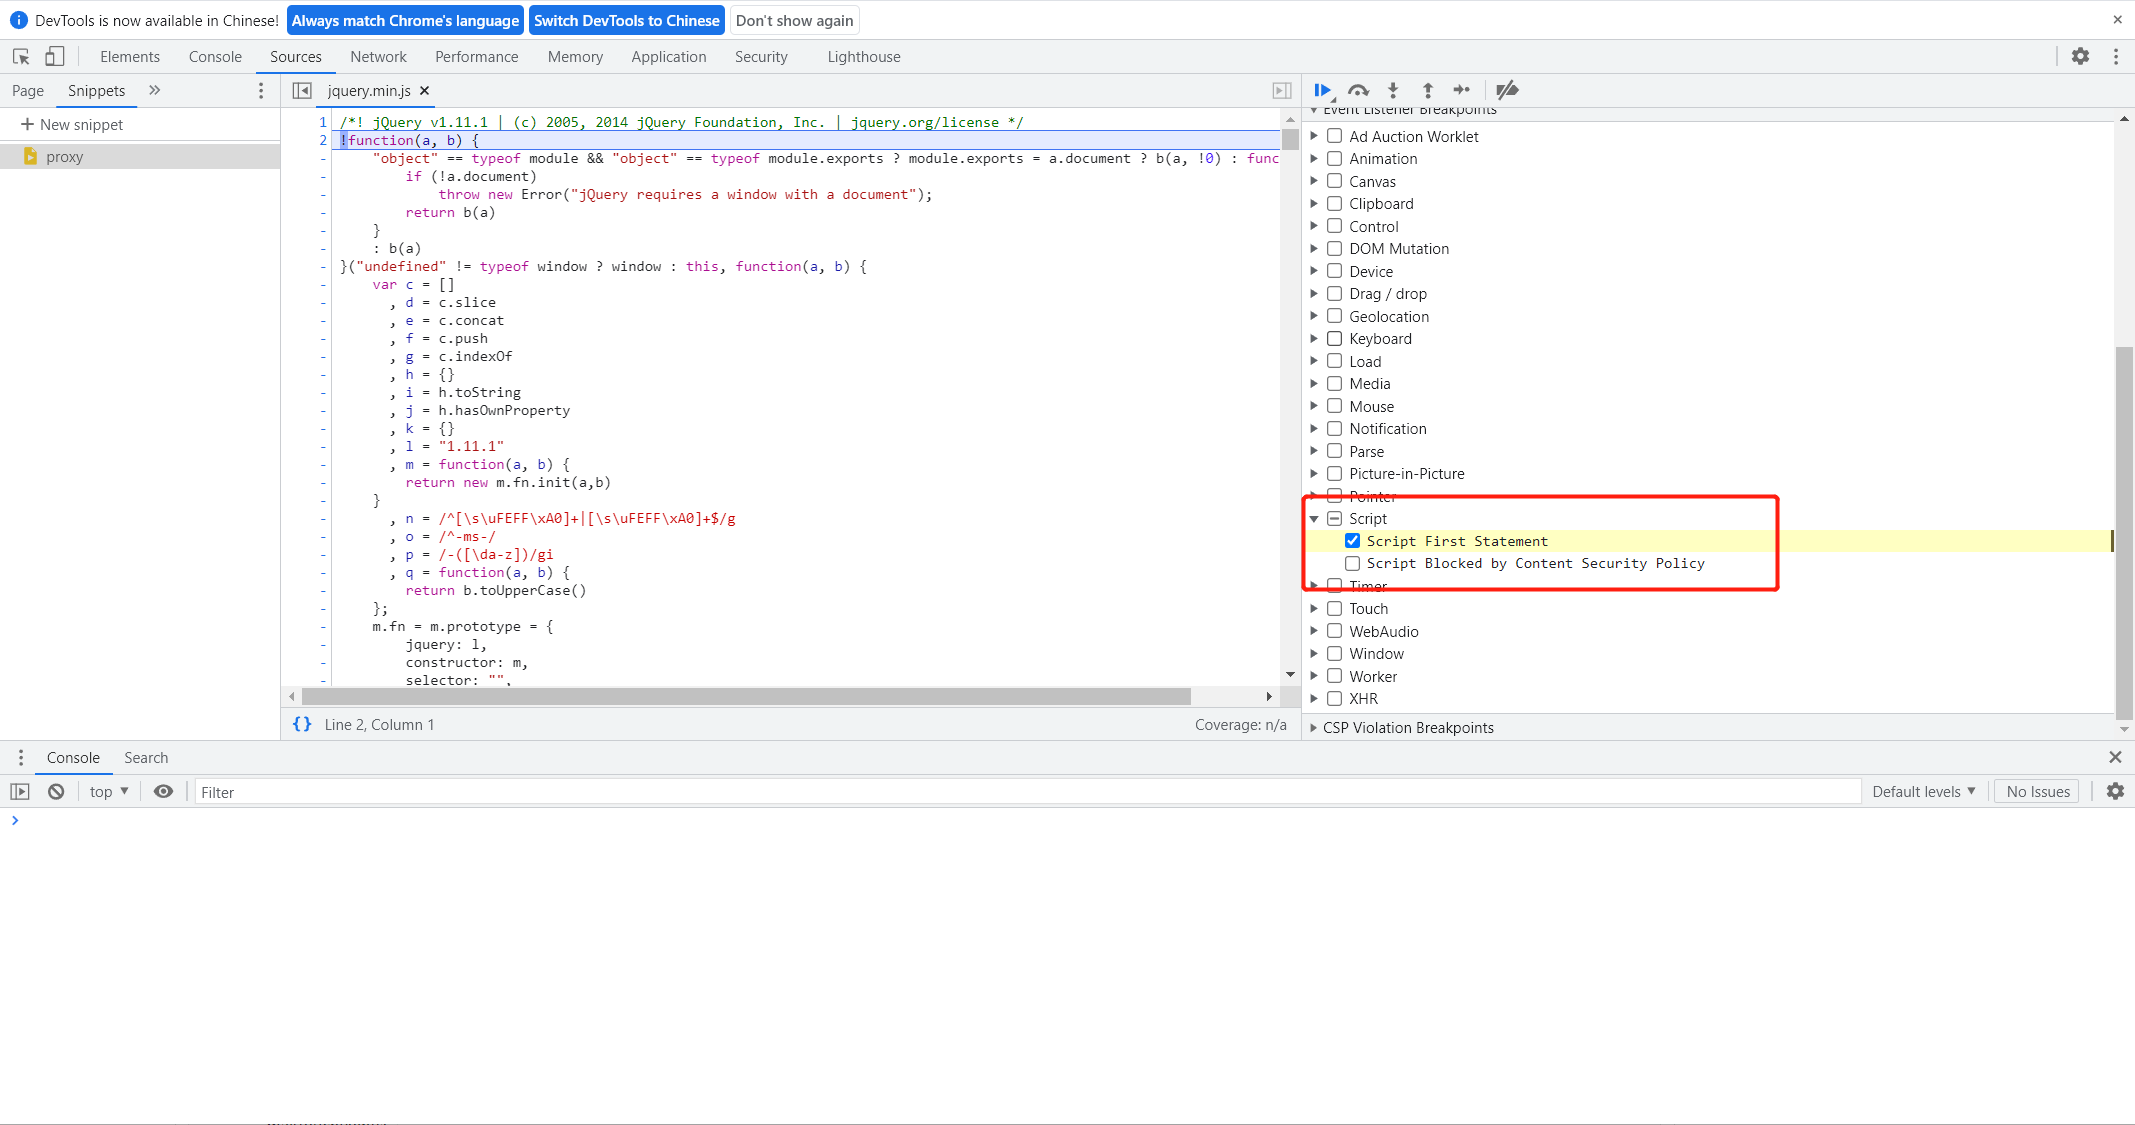 DevTools is now available in Chinese! Always match Chrome's language Switch DevTools to Chinese Don't show again
Elements Console Sources Network Performance Memory Application Security Lighthouse
Page Snippets
New snippet
proxy
jquery.min.js
1 /*! jQuery v1.11.1 | (c) 2005, 2014 jQuery Foundation, Inc. | jquery.org/license */
2 !function(a, b) {
- "object" == typeof module && "object" == typeof module.exports ? module.exports = a.document ? b(a, !0) : func
- if (!a.document)
- throw new Error("jQuery requires a window with a document");
- return b(a)
- }
- : b(a)
- }("undefined" != typeof window ? window : this, function(a, b) {
- var c = []
- , d = c.slice
- , e = c.concat
- , f = c.push
- , g = c.indexOf
- , h = {}
- , i = h.toString
- , j = h.hasOwnProperty
- , k = {}
- , l = "1.11.1"
- , m = function(a, b) {
- return new m.fn.init(a,b)
- }
- , n = /^[\s\uFEFF\xA0]+|[\s\uFEFF\xA0]+$/g
- , o = /^-ms-/
- , p = /-([\da-z])/gi
- , q = function(a, b) {
- return b.toUpperCase()
- };
- m.fn = m.prototype = {
- jquery: l,
- constructor: m,
- selector: "",
{} Line 2, Column 1 Coverage: n/a
Event Listener Breakpoints
Ad Auction Worklet
Animation
Canvas
Clipboard
Control
DOM Mutation
Device
Drag / drop
Geolocation
Keyboard
Load
Media
Mouse
Notification
Parse
Picture-in-Picture
Pointer
Script
Script First Statement
Script Blocked by Content Security Policy
Timer
Touch
WebAudio
Window
Worker
XHR
CSP Violation Breakpoints
Console Search
top Filter Default levels No Issues